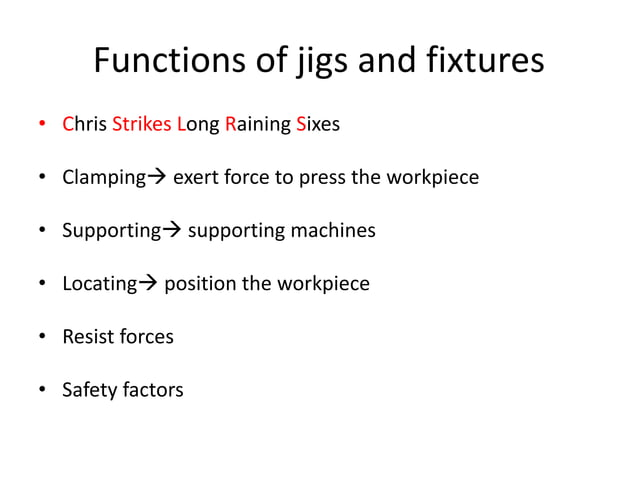 Functions of jigs and fixtures
• Chris Strikes Long Raining Sixes
• Clamping→ exert force to press the workpiece
• Supporting→ supporting machines
• Locating→ position the workpiece
• Resist forces
• Safety factors